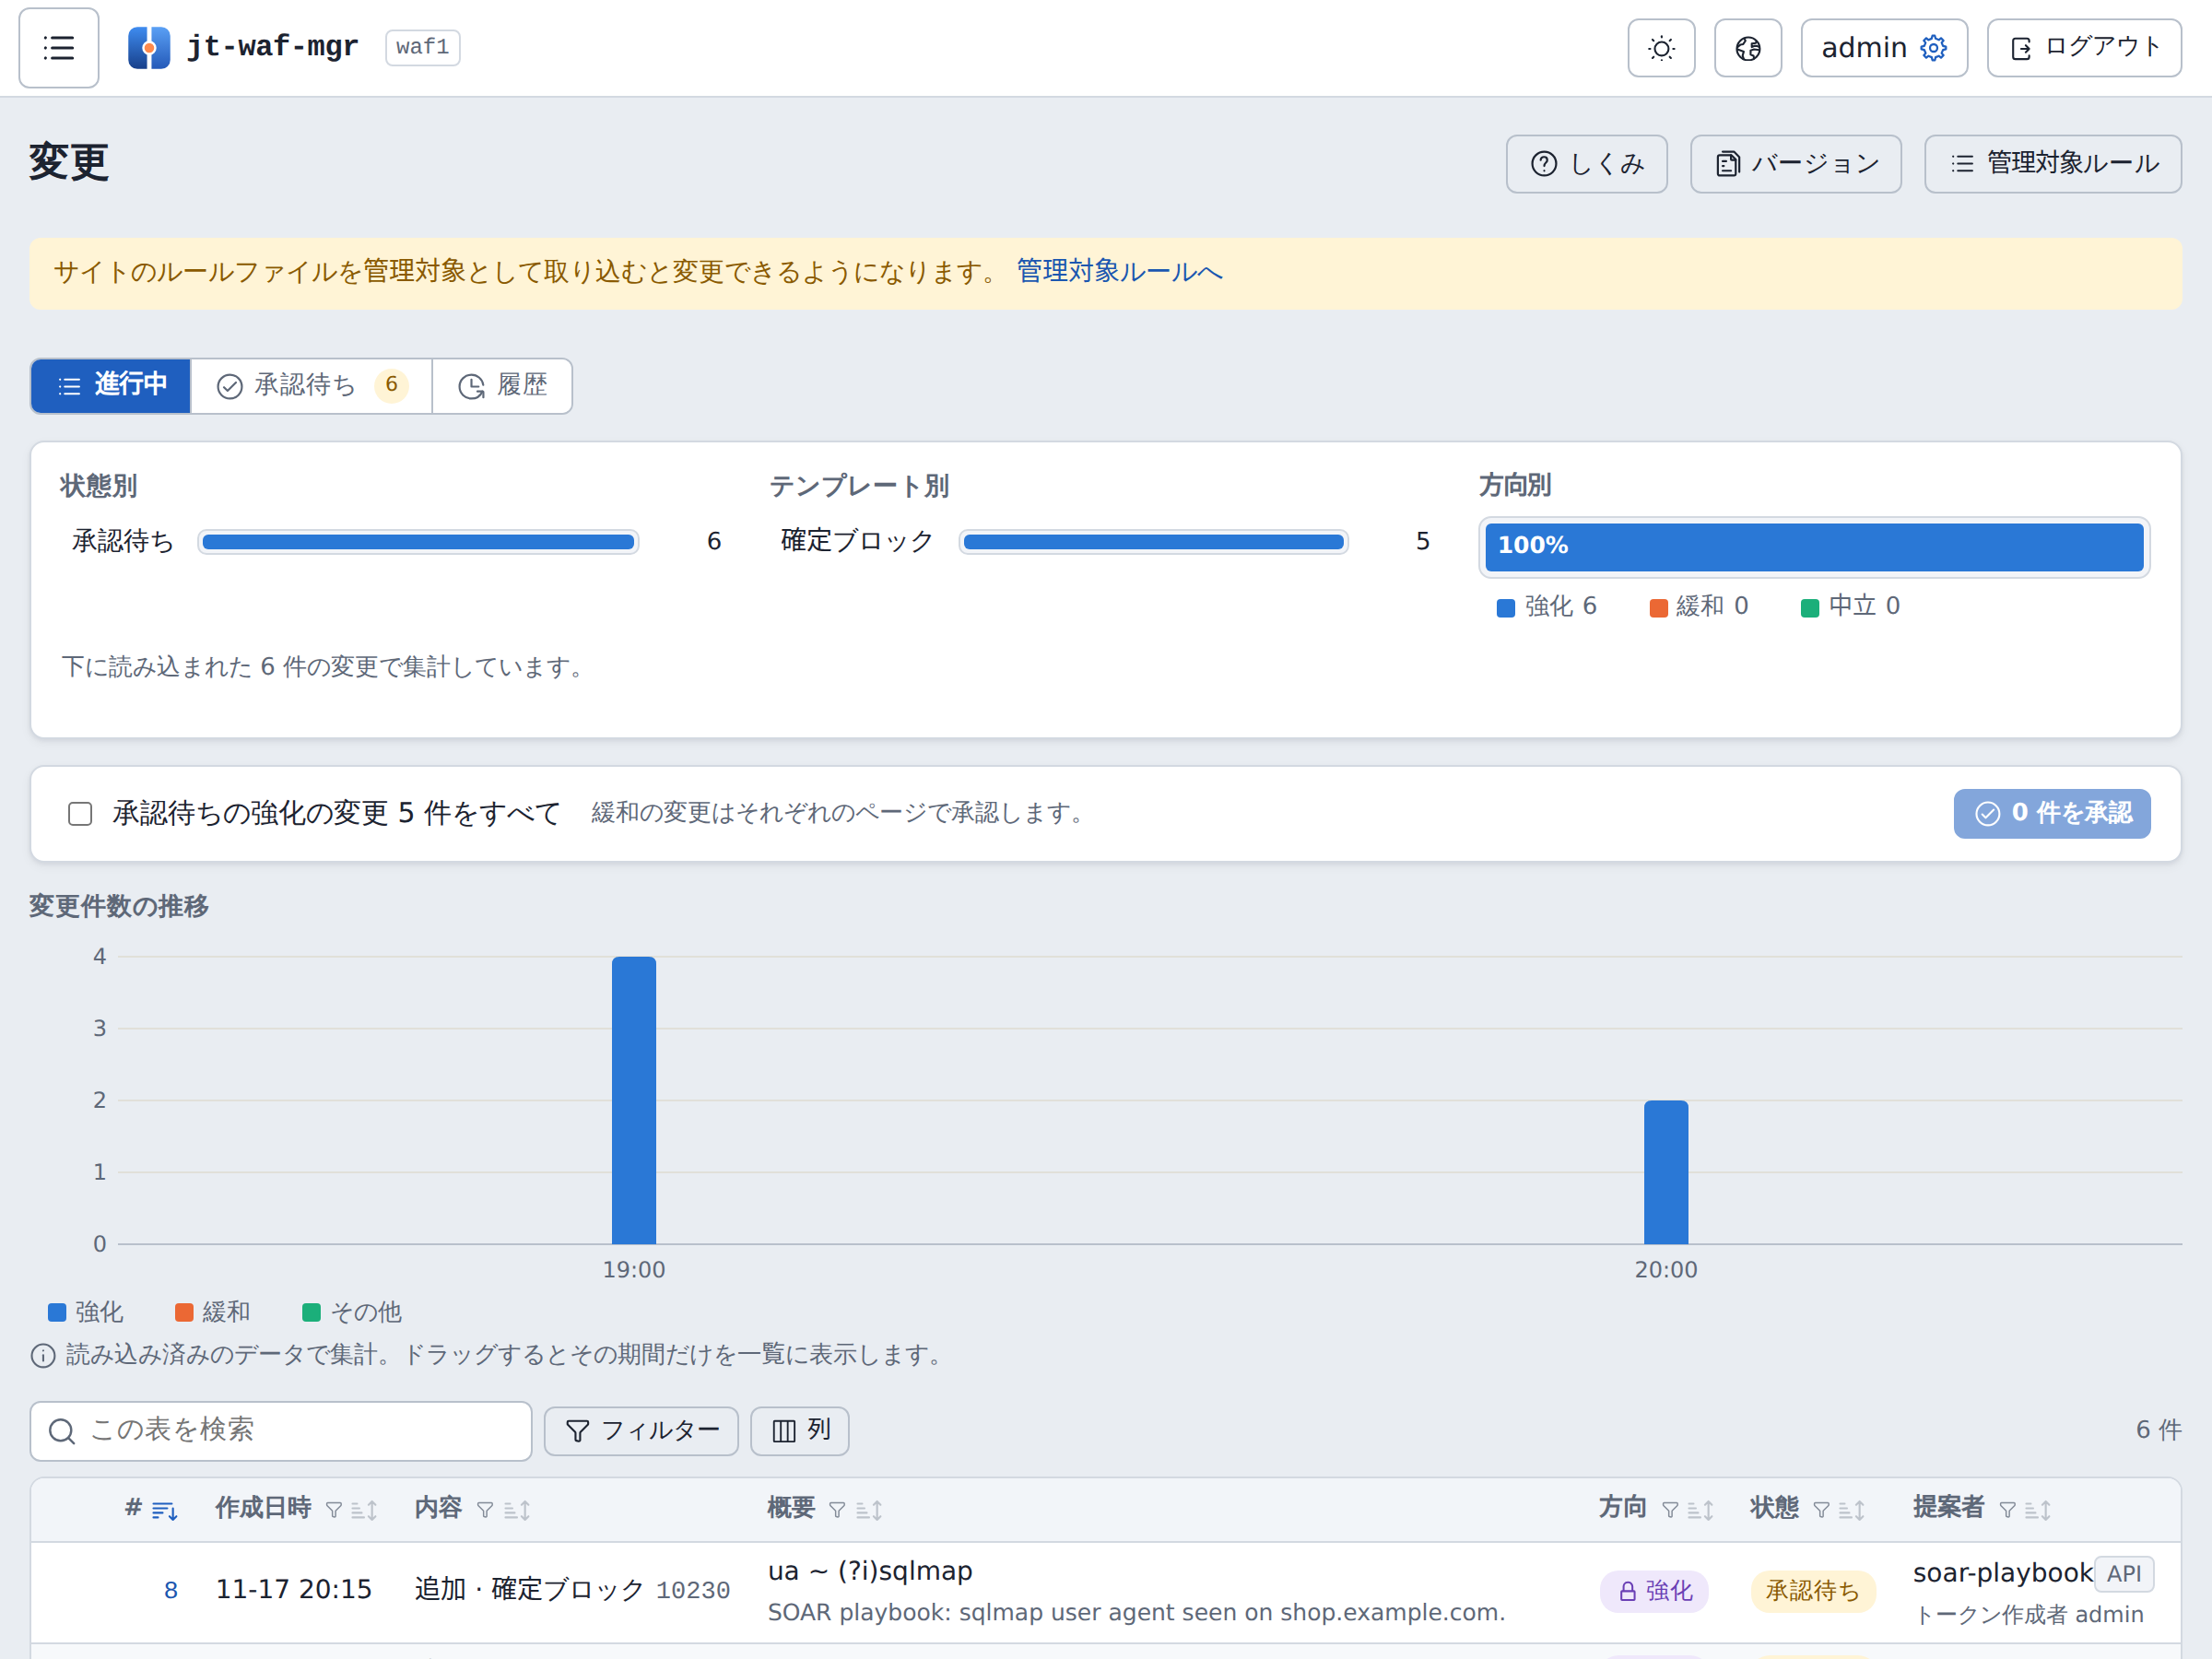 jt-waf-mgr waf1 admin ログアウト
変更 しくみ バージョン 管理対象ルール
サイトのルールファイルを管理対象として取り込むと変更できるようになります。 管理対象ルールへ
進行中 承認待ち 6 履歴
状態別 テンプレート別 方向別
承認待ち 6 確定ブロック 5 100%
強化 6 緩和 0 中立 0
下に読み込まれた 6 件の変更で集計しています。
承認待ちの強化の変更 5 件をすべて 緩和の変更はそれぞれのページで承認します。 0 件を承認
変更件数の推移
4
3
2
1
0
19:00 20:00
強化 緩和 その他
読み込み済みのデータで集計。ドラッグするとその期間だけを一覧に表示します。
この表を検索 フィルター 列 6 件
# 作成日時 内容 概要 方向 状態 提案者
8 11-17 20:15 追加 · 確定ブロック 10230 ua ~ (?i)sqlmap 強化 承認待ち soar-playbook API
SOAR playbook: sqlmap user agent seen on shop.example.com. トークン作成者 admin